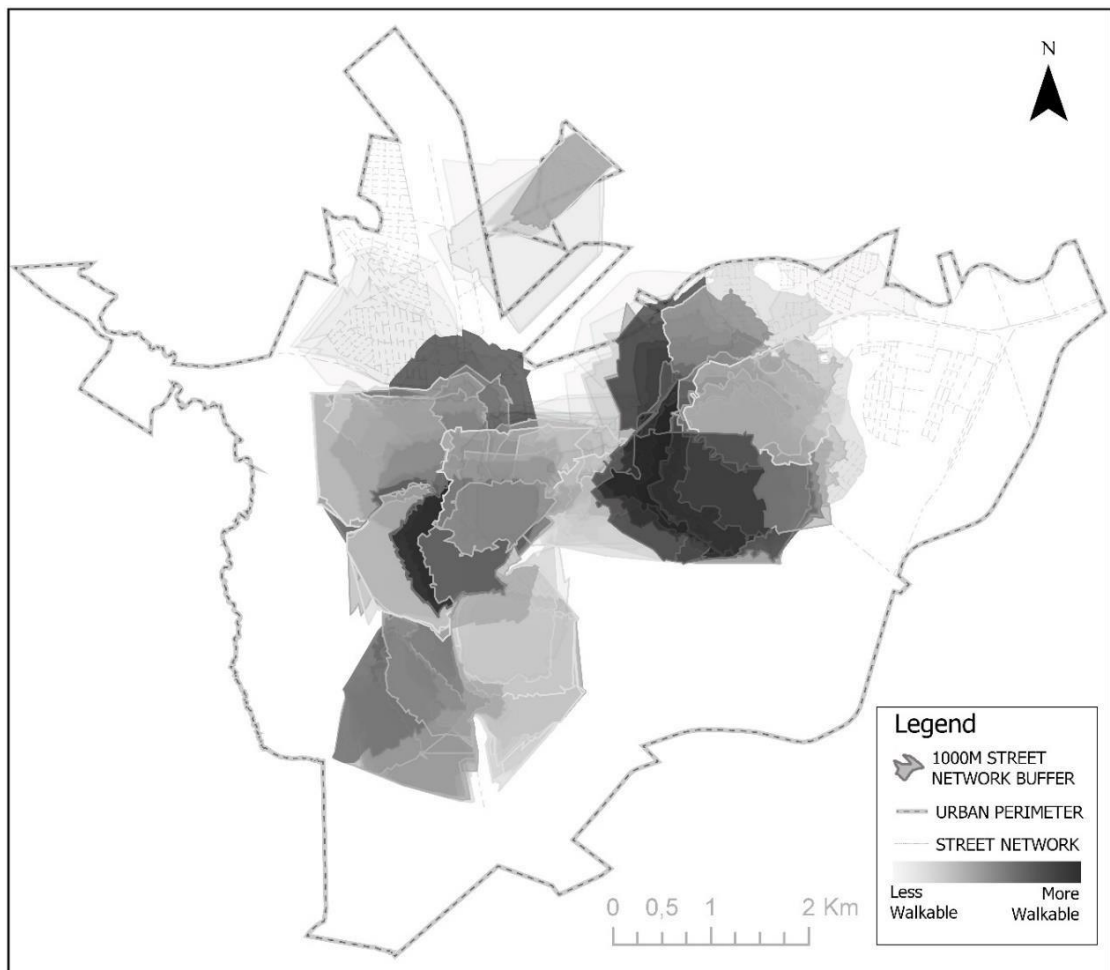 N
Legend
1000M STREET
NETWORK BUFFER
URBAN PERIMETER
STREET NETWORK
Less
Walkable
More
Walkable
0 0,5 1 2 Km